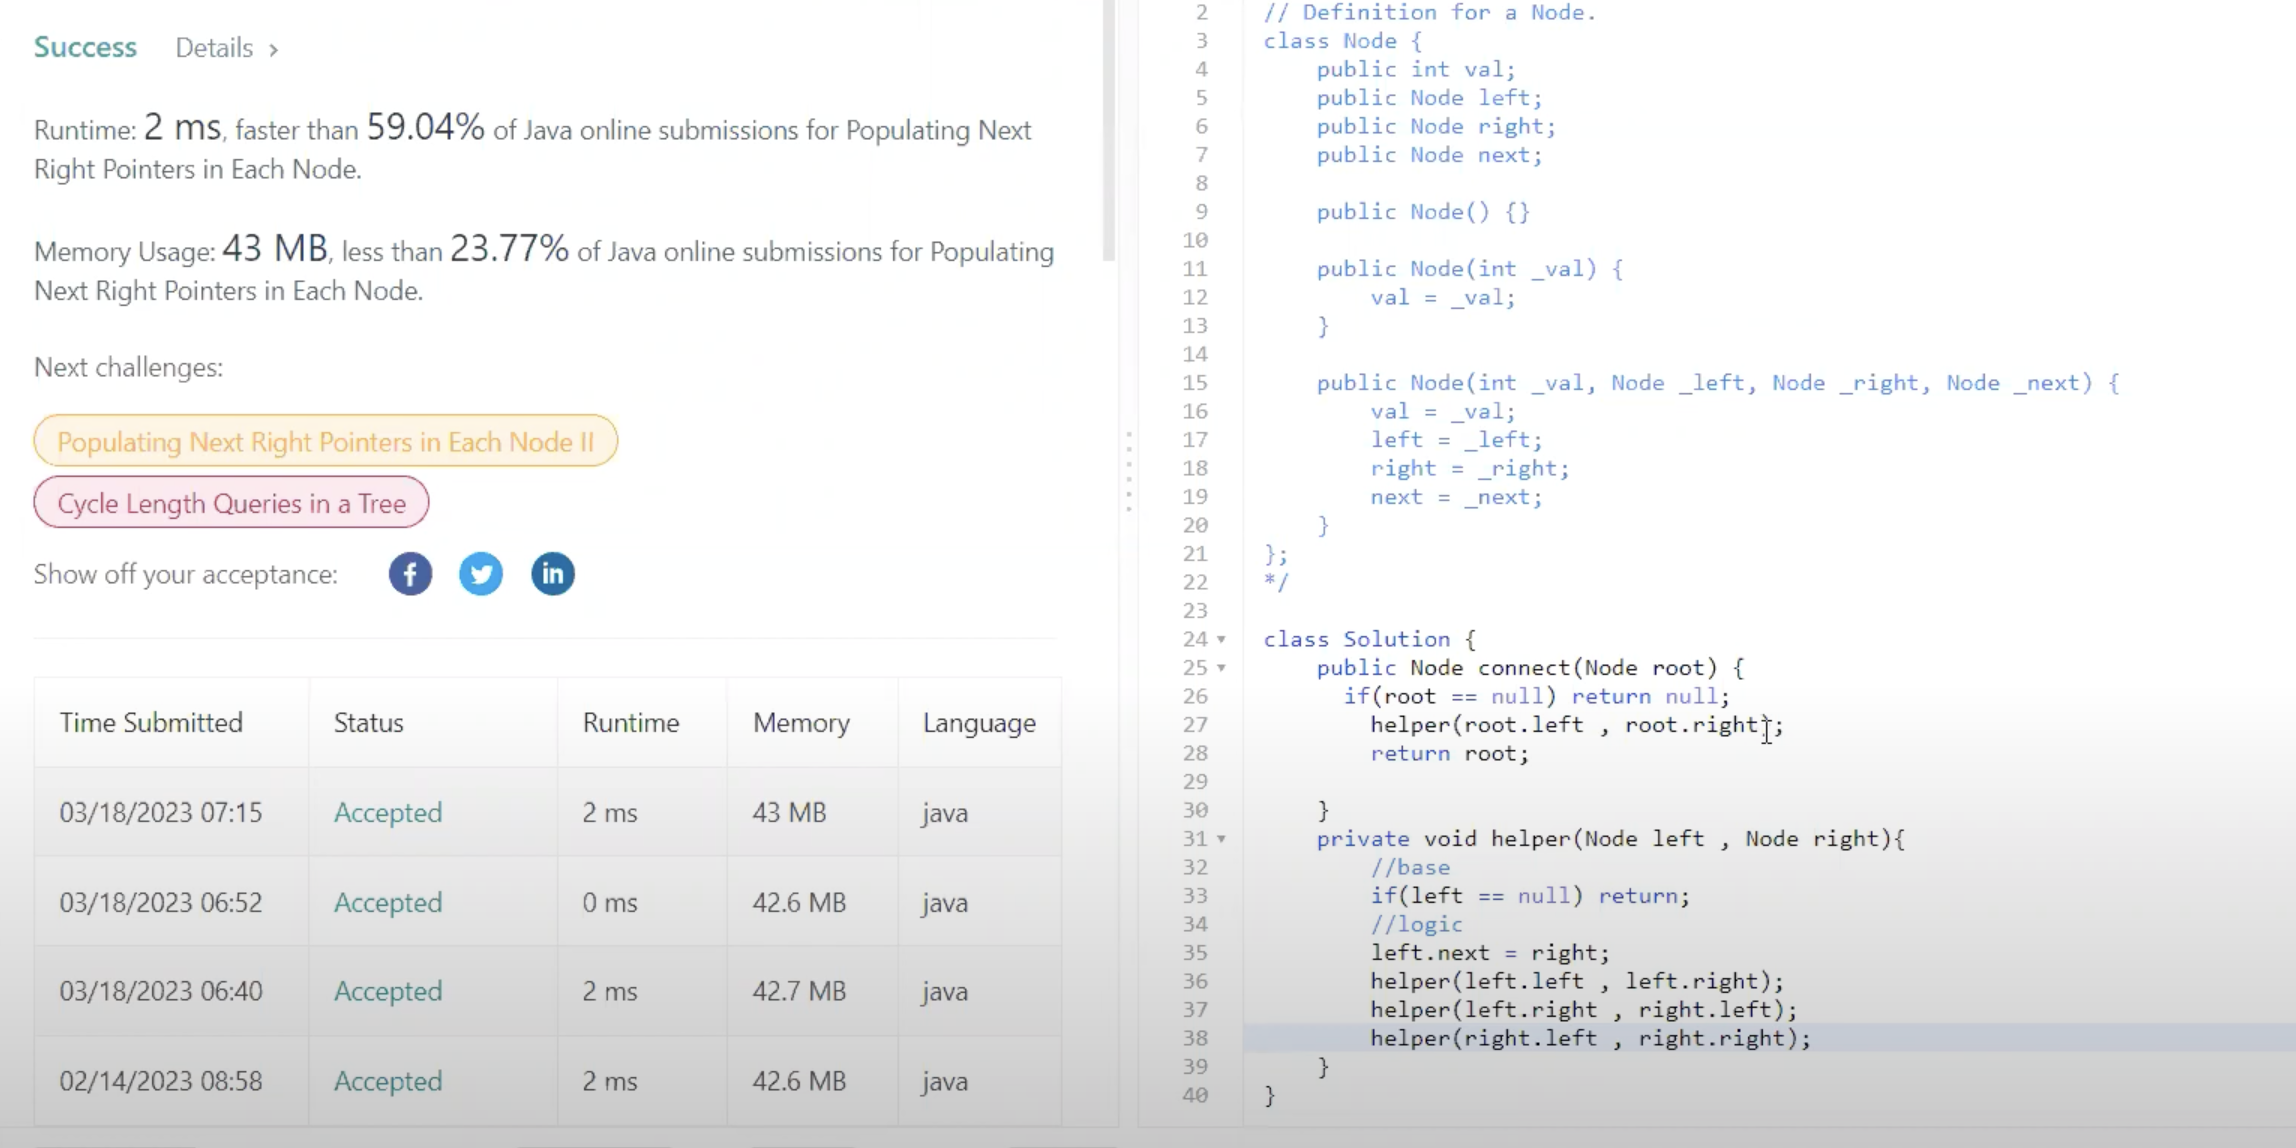 Success Details >
Runtime: 2 ms, faster than 59.04% of Java online submissions for Populating Next
Right Pointers in Each Node.
Memory Usage: 43 MB, less than 23.77% of Java online submissions for Populating
Next Right Pointers in Each Node.
Next challenges:
Populating Next Right Pointers in Each Node II
Cycle Length Queries in a Tree
Show off your acceptance: f in
Time Submitted Status Runtime Memory Language
03/18/2023 07:15 Accepted 2 ms 43 MB java
03/18/2023 06:52 Accepted 0 ms 42.6 MB java
03/18/2023 06:40 Accepted 2 ms 42.7 MB java
02/14/2023 08:58 Accepted 2 ms 42.6 MB java
2 // Definition for a Node.
3 class Node {
4 public int val;
5 public Node left;
6 public Node right;
7 public Node next;
8
9 public Node() {}
10
11 public Node(int _val) {
12 val = _val;
13 }
14
15 public Node(int _val, Node _left, Node _right, Node _next) {
16 val = _val;
17 left = _left;
18 right = _right;
19 next = _next;
20 }
21 };
22 */
23
24 class Solution {
25 public Node connect(Node root) {
26 if(root == null) return null;
27 helper(root.left , root.right);
28 return root;
29
30 }
31 private void helper(Node left , Node right){
32 //base
33 if(left == null) return;
34 //logic
35 left.next = right;
36 helper(left.left , left.right);
37 helper(left.right , right.left);
38 helper(right.left , right.right);
39 }
40 }